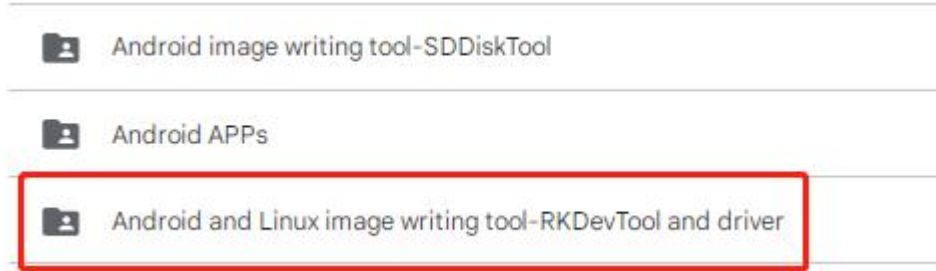 Android image writing tool-SDDiskTool
Android APPs
Android and Linux image writing tool-RKDevTool and driver